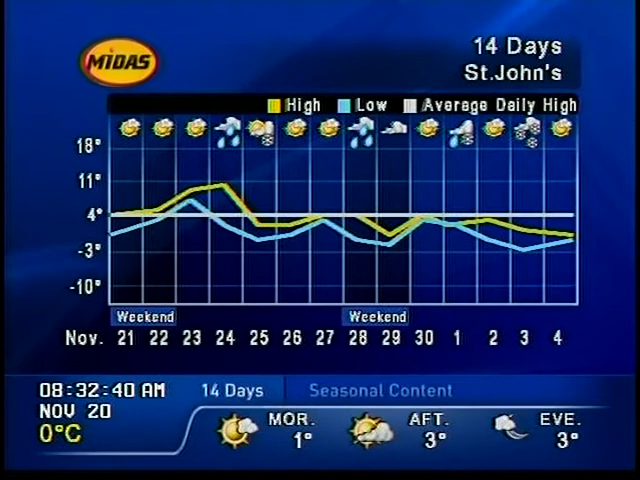 MiDAS
14 Days
St.John's
High Low Average Daily High
18°
11°
4°
-3°
-10°
Weekend Weekend
Nov. 21 22 23 24 25 26 27 28 29 30 1 2 3 4
08:32:40 AM 14 Days Seasonal Content
NOV 20
0°C
MOR. AFT. EVE.
1° 3° 3°